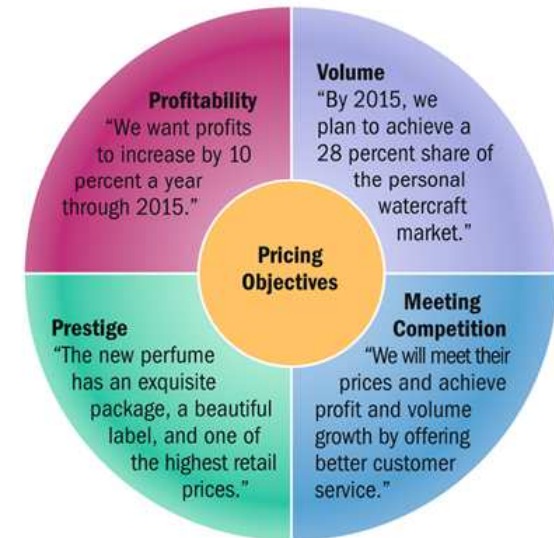 Profitability
“We want profits
to increase by 10
percent a year
through 2015.”
Volume
“By 2015, we
plan to achieve a
28 percent share of
the personal
watercraft
market.”
Pricing
Objectives
Prestige
“The new perfume
has an exquisite
package, a beautiful
label, and one of
the highest retail
prices.”
Meeting
Competition
“We will meet their
prices and achieve
profit and volume
growth by offering
better customer
service.”